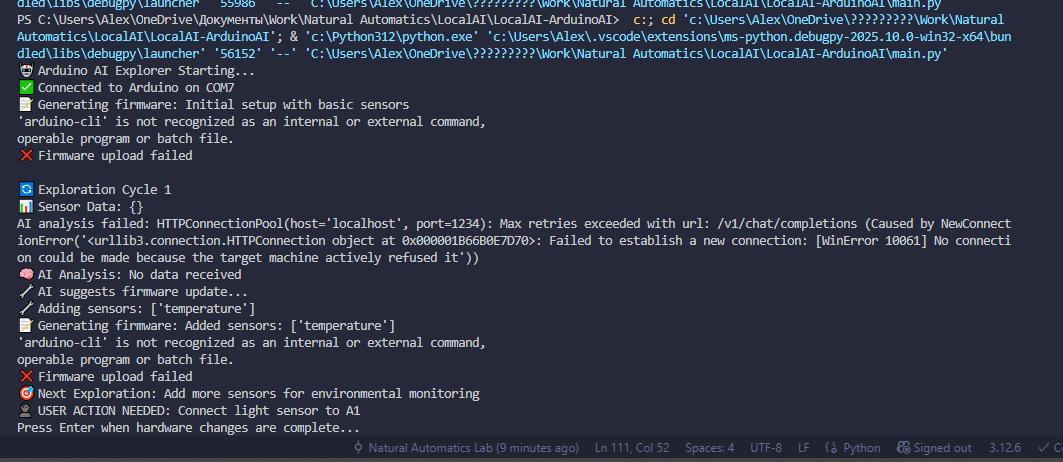 dled\libs\debugpy\launcher' '55986' '--' 'C:\Users\Alex\OneDrive\?????????\Work\Natural Automatics\LocalAI\LocalAI-ArduinoAI\main.py
PS C:\Users\Alex\OneDrive\Документы\Work\Natural Automatics\LocalAI\LocalAI-ArduinoAI>  c:; cd 'c:\Users\Alex\OneDrive\?????????\Work\Natural
Automatics\LocalAI\LocalAI-ArduinoAI'; & 'c:\Python312\python.exe' 'c:\Users\Alex\.vscode\extensions\ms-python.debugpy-2025.10.0-win32-x64\bun
dled\libs\debugpy\launcher' '56152' '--' 'C:\Users\Alex\OneDrive\?????????\Work\Natural Automatics\LocalAI\LocalAI-ArduinoAI\main.py'
Arduino AI Explorer Starting...
✅ Connected to Arduino on COM7
📝 Generating firmware: Initial setup with basic sensors
'arduino-cli' is not recognized as an internal or external command,
operable program or batch file.
❌ Firmware upload failed
🔄 Exploration Cycle 1
📊 Sensor Data: {}
AI analysis failed: HTTPConnectionPool(host='localhost', port=1234): Max retries exceeded with url: /v1/chat/completions (Caused by NewConnect
ionError('<urllib3.connection.HTTPConnection object at 0x000001B66B0E7D70>: Failed to establish a new connection: [WinError 10061] No connecti
on could be made because the target machine actively refused it'))
🧠 AI Analysis: No data received
🔧 AI suggests firmware update...
🔧 Adding sensors: ['temperature']
📝 Generating firmware: Added sensors: ['temperature']
'arduino-cli' is not recognized as an internal or external command,
operable program or batch file.
❌ Firmware upload failed
🎯 Next Exploration: Add more sensors for environmental monitoring
👤 USER ACTION NEEDED: Connect light sensor to A1
Press Enter when hardware changes are complete...
Natural Automatics Lab (9 minutes ago) Ln 111, Col 52 Spaces: 4 UTF-8 LF Python Signed out 3.12.6